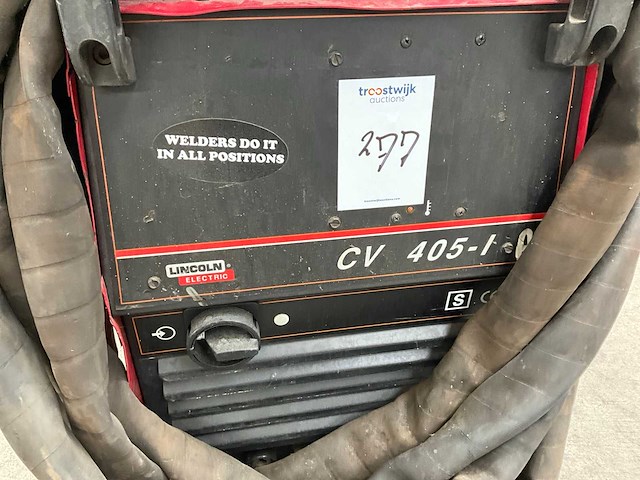 troostwijk
auctions
277
WELDERS DO IT
IN ALL POSITIONS
CV 405-I
LINCOLN
ELECTRIC
S